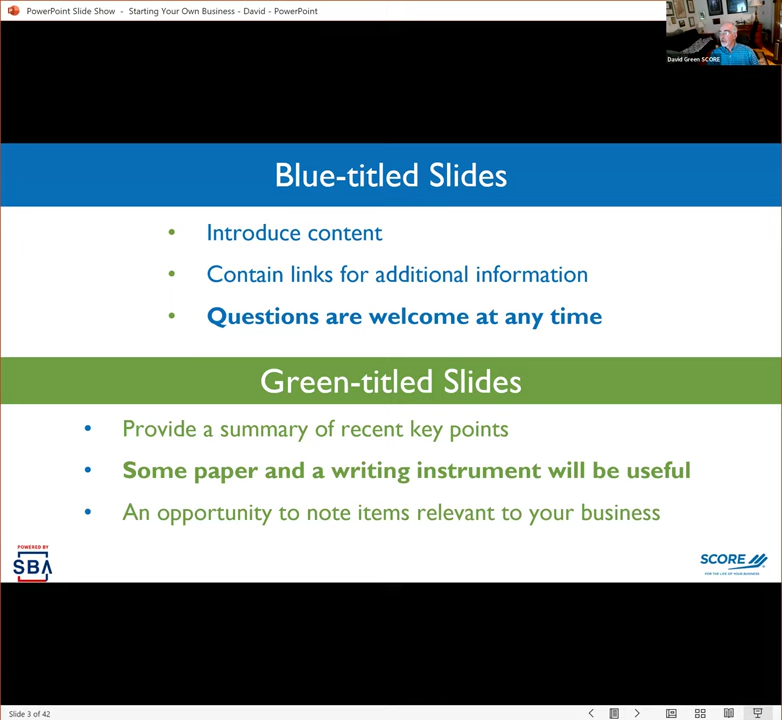 PowerPoint Slide Show - Starting Your Own Business - David - PowerPoint
David Green SCORE
Blue-titled Slides
• Introduce content
• Contain links for additional information
• Questions are welcome at any time
Green-titled Slides
• Provide a summary of recent key points
• Some paper and a writing instrument will be useful
• An opportunity to note items relevant to your business
POWERED BY
SBA
SCORE
FOR THE LIFE OF YOUR BUSINESS
Slide 3 of 42